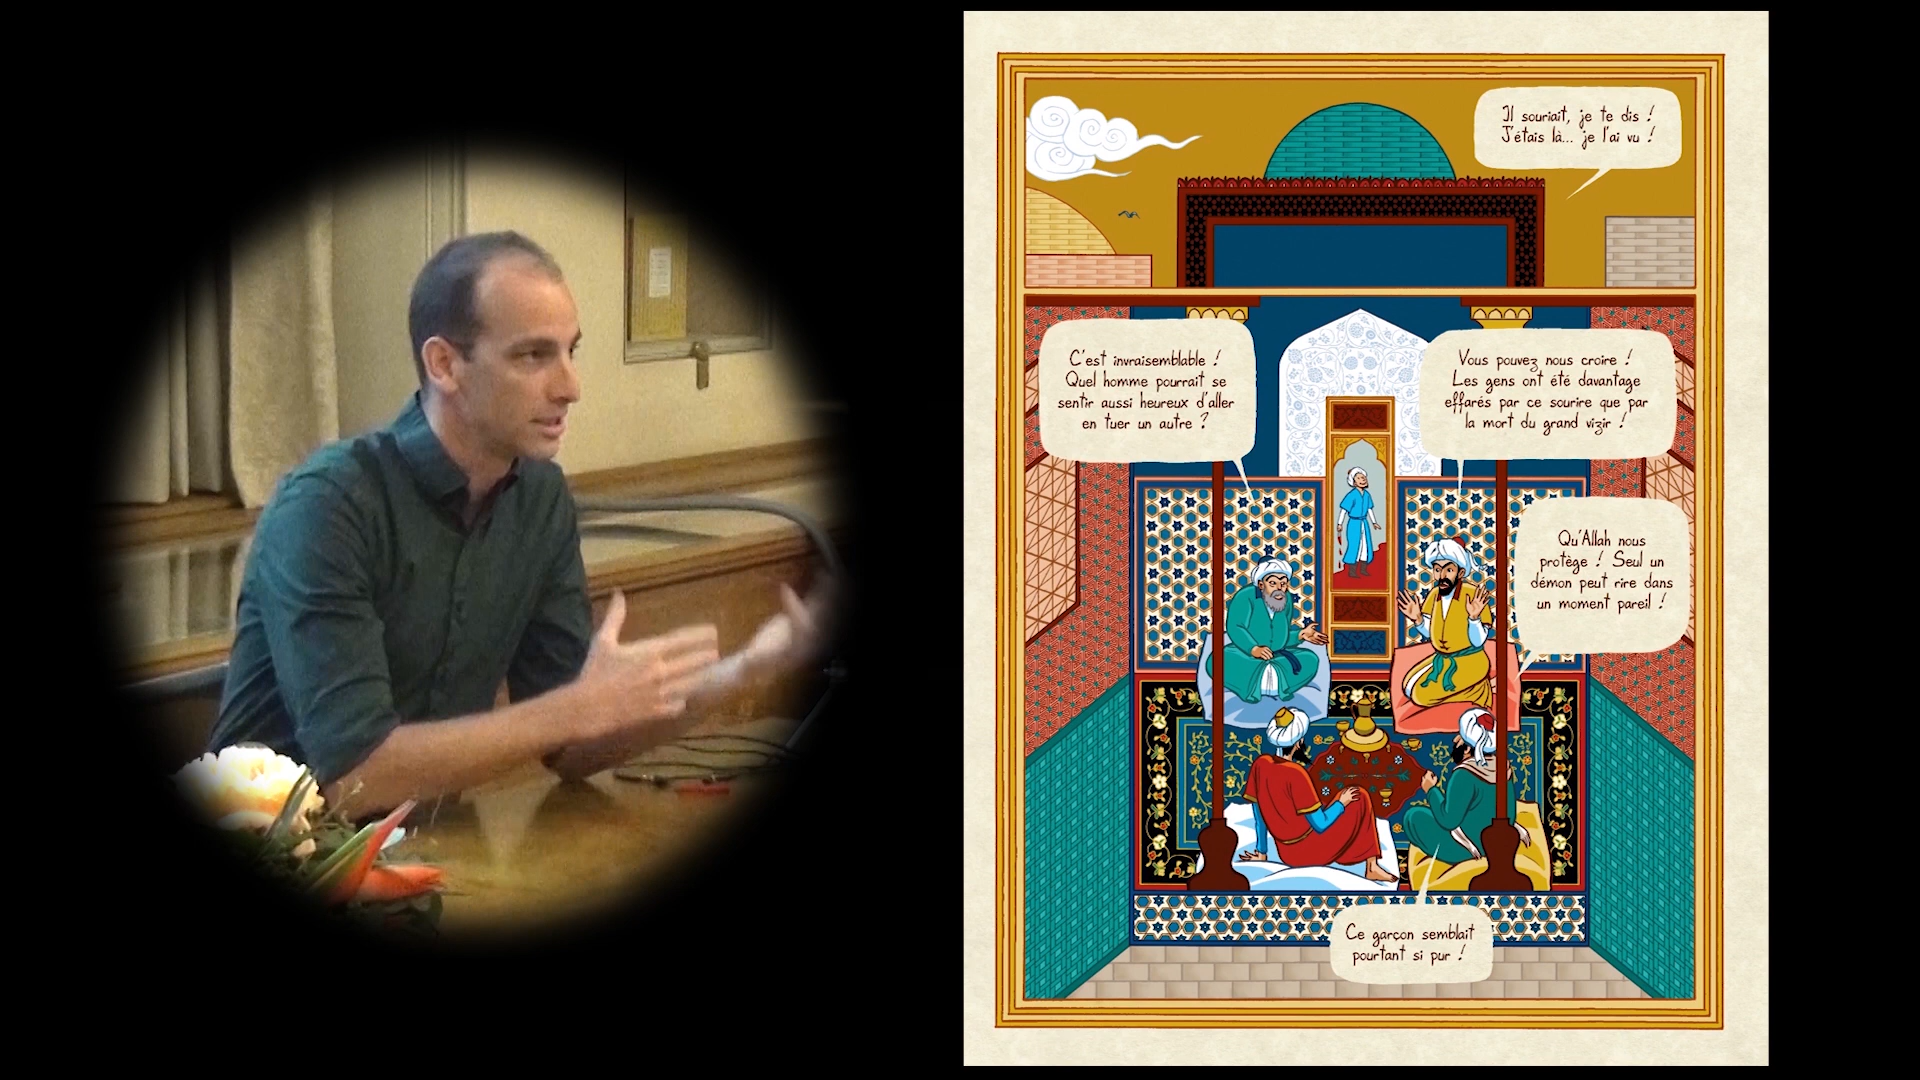 Il souriait, je te dis !
J'étais là... je l'ai vu !
C'est invraisemblable !
Quel homme pourrait se
sentir aussi heureux d'aller
en tuer un autre ?
Vous pouvez nous croire !
Les gens ont été davantage
effarés par ce sourire que par
la mort du grand vizir !
Qu'Allah nous
protège ! Seul un
démon peut rire dans
un moment pareil !
Ce garçon semblait
pourtant si pur !